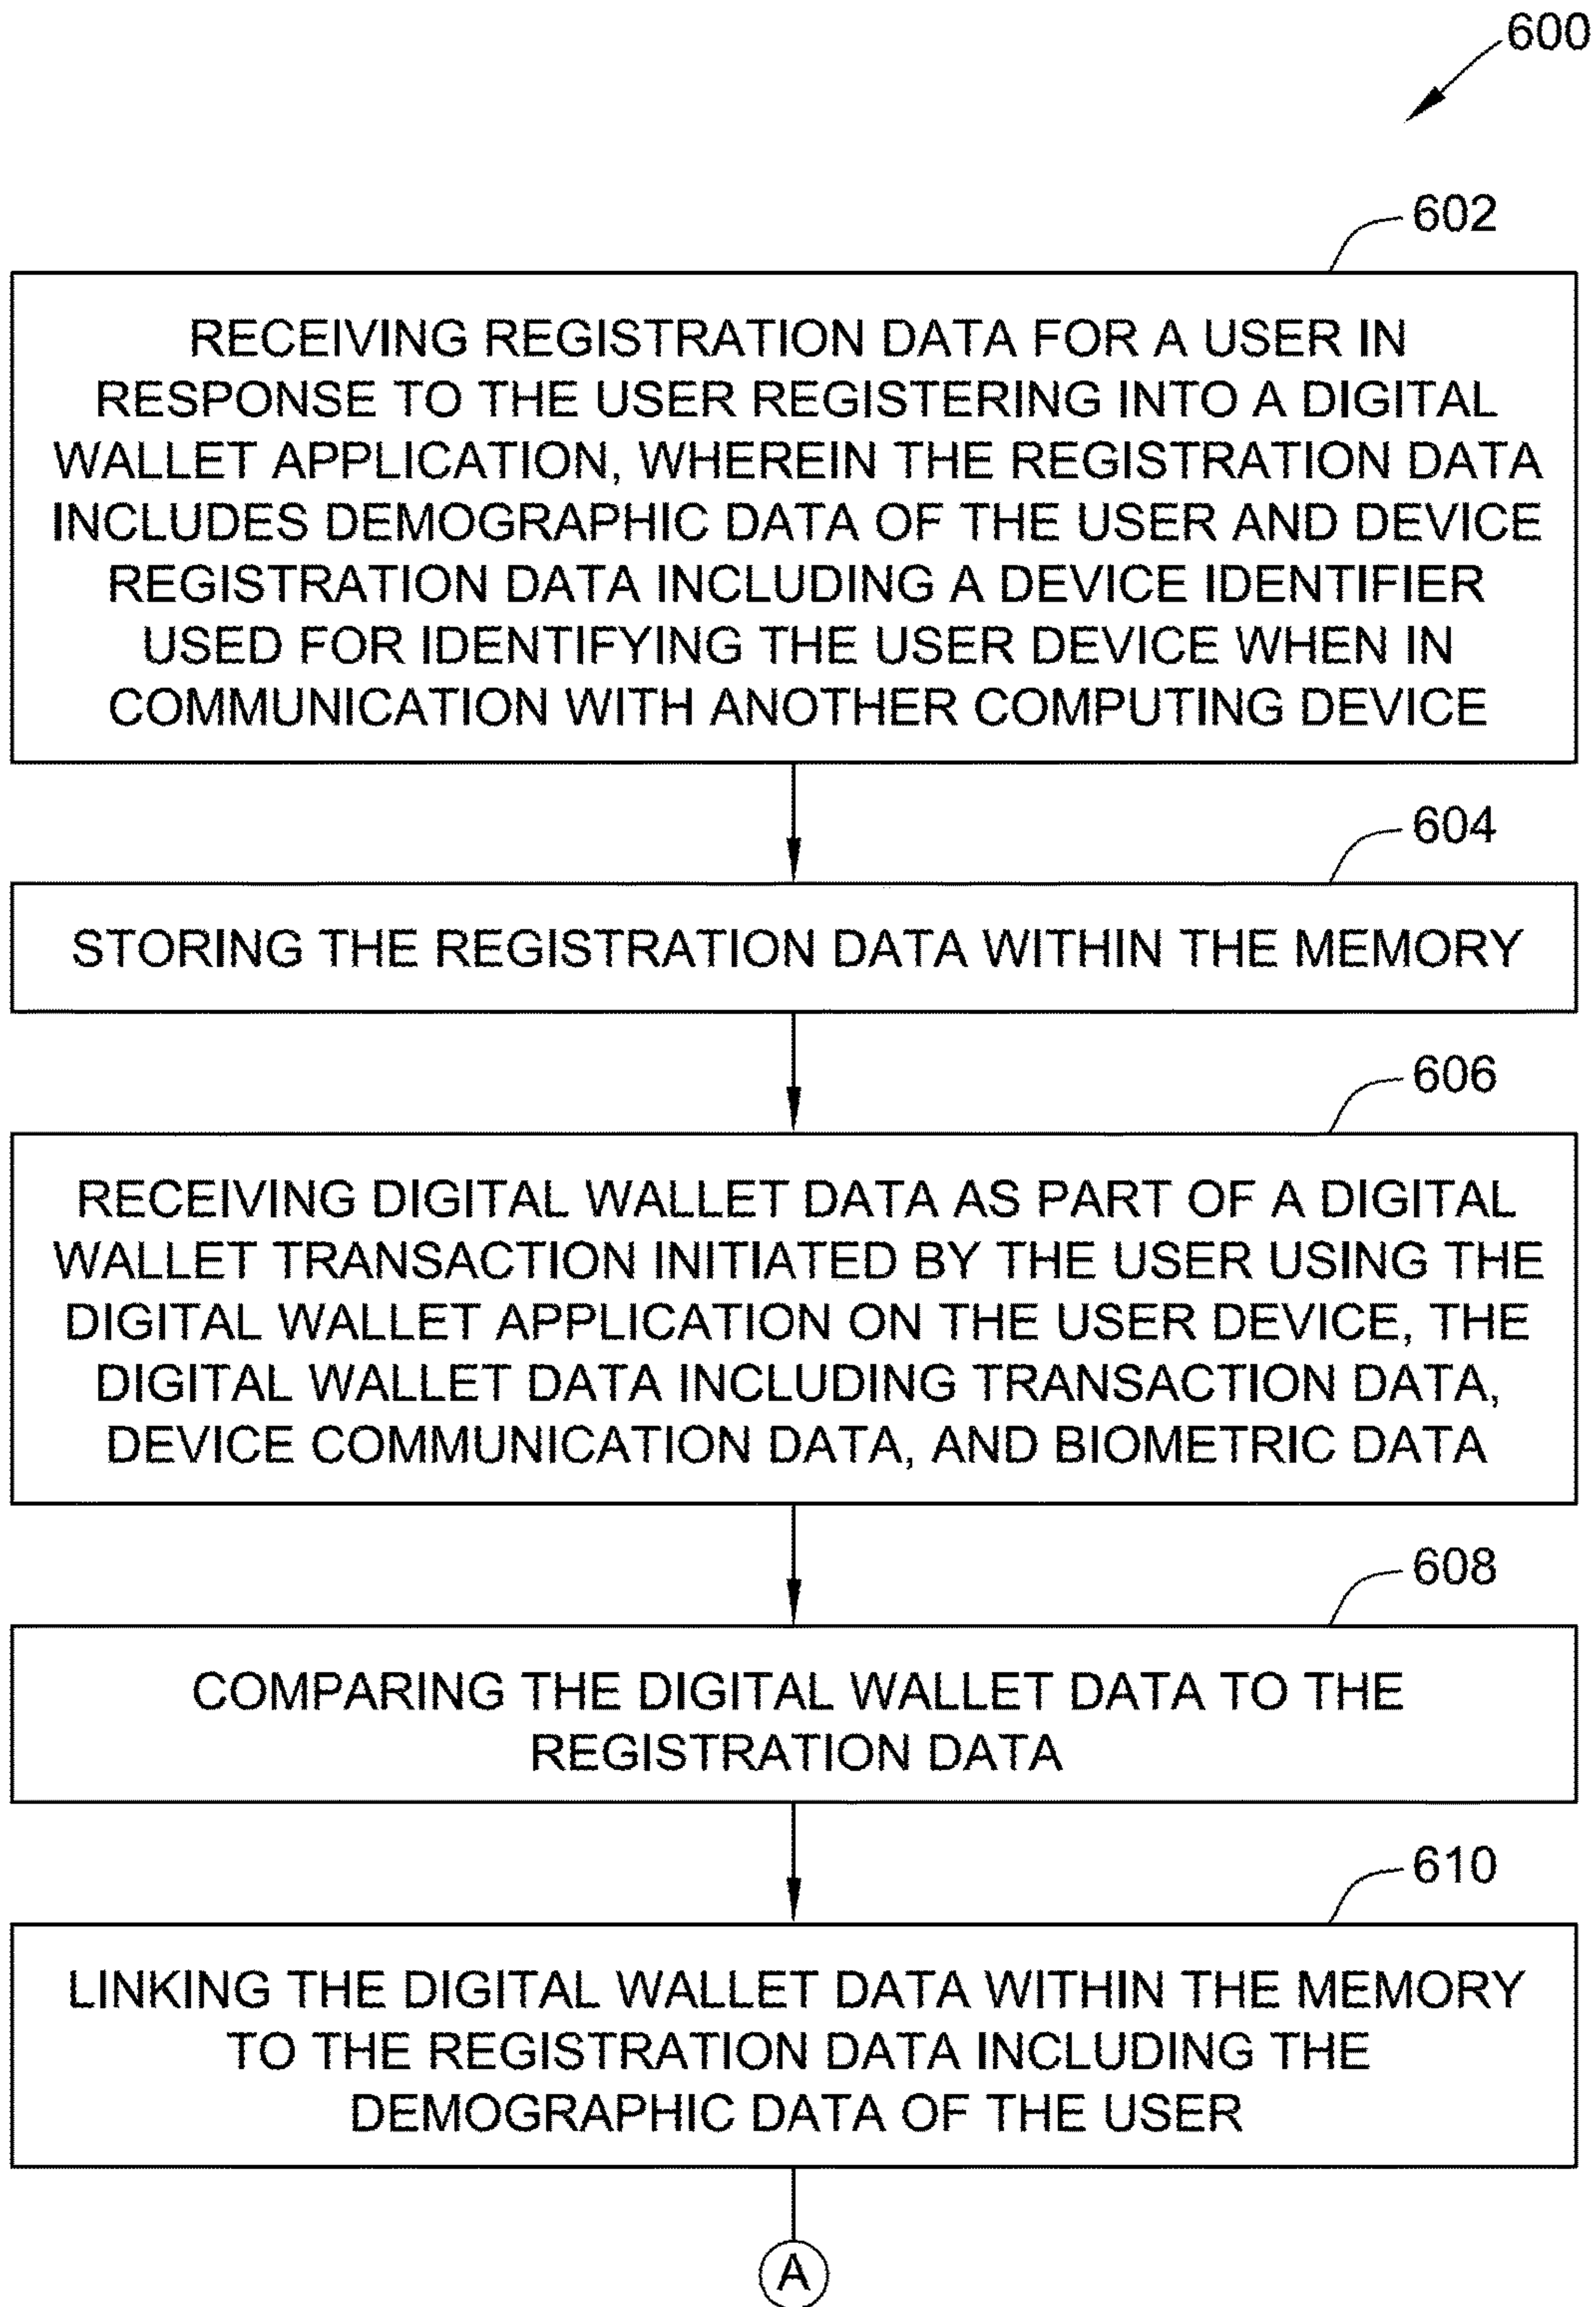 600
602
RECEIVING REGISTRATION DATA FOR A USER IN
RESPONSE TO THE USER REGISTERING INTO A DIGITAL
WALLET APPLICATION, WHEREIN THE REGISTRATION DATA
INCLUDES DEMOGRAPHIC DATA OF THE USER AND DEVICE
REGISTRATION DATA INCLUDING A DEVICE IDENTIFIER
USED FOR IDENTIFYING THE USER DEVICE WHEN IN
COMMUNICATION WITH ANOTHER COMPUTING DEVICE
604
STORING THE REGISTRATION DATA WITHIN THE MEMORY
606
RECEIVING DIGITAL WALLET DATA AS PART OF A DIGITAL
WALLET TRANSACTION INITIATED BY THE USER USING THE
DIGITAL WALLET APPLICATION ON THE USER DEVICE, THE
DIGITAL WALLET DATA INCLUDING TRANSACTION DATA,
DEVICE COMMUNICATION DATA, AND BIOMETRIC DATA
608
COMPARING THE DIGITAL WALLET DATA TO THE
REGISTRATION DATA
610
LINKING THE DIGITAL WALLET DATA WITHIN THE MEMORY
TO THE REGISTRATION DATA INCLUDING THE
DEMOGRAPHIC DATA OF THE USER
A